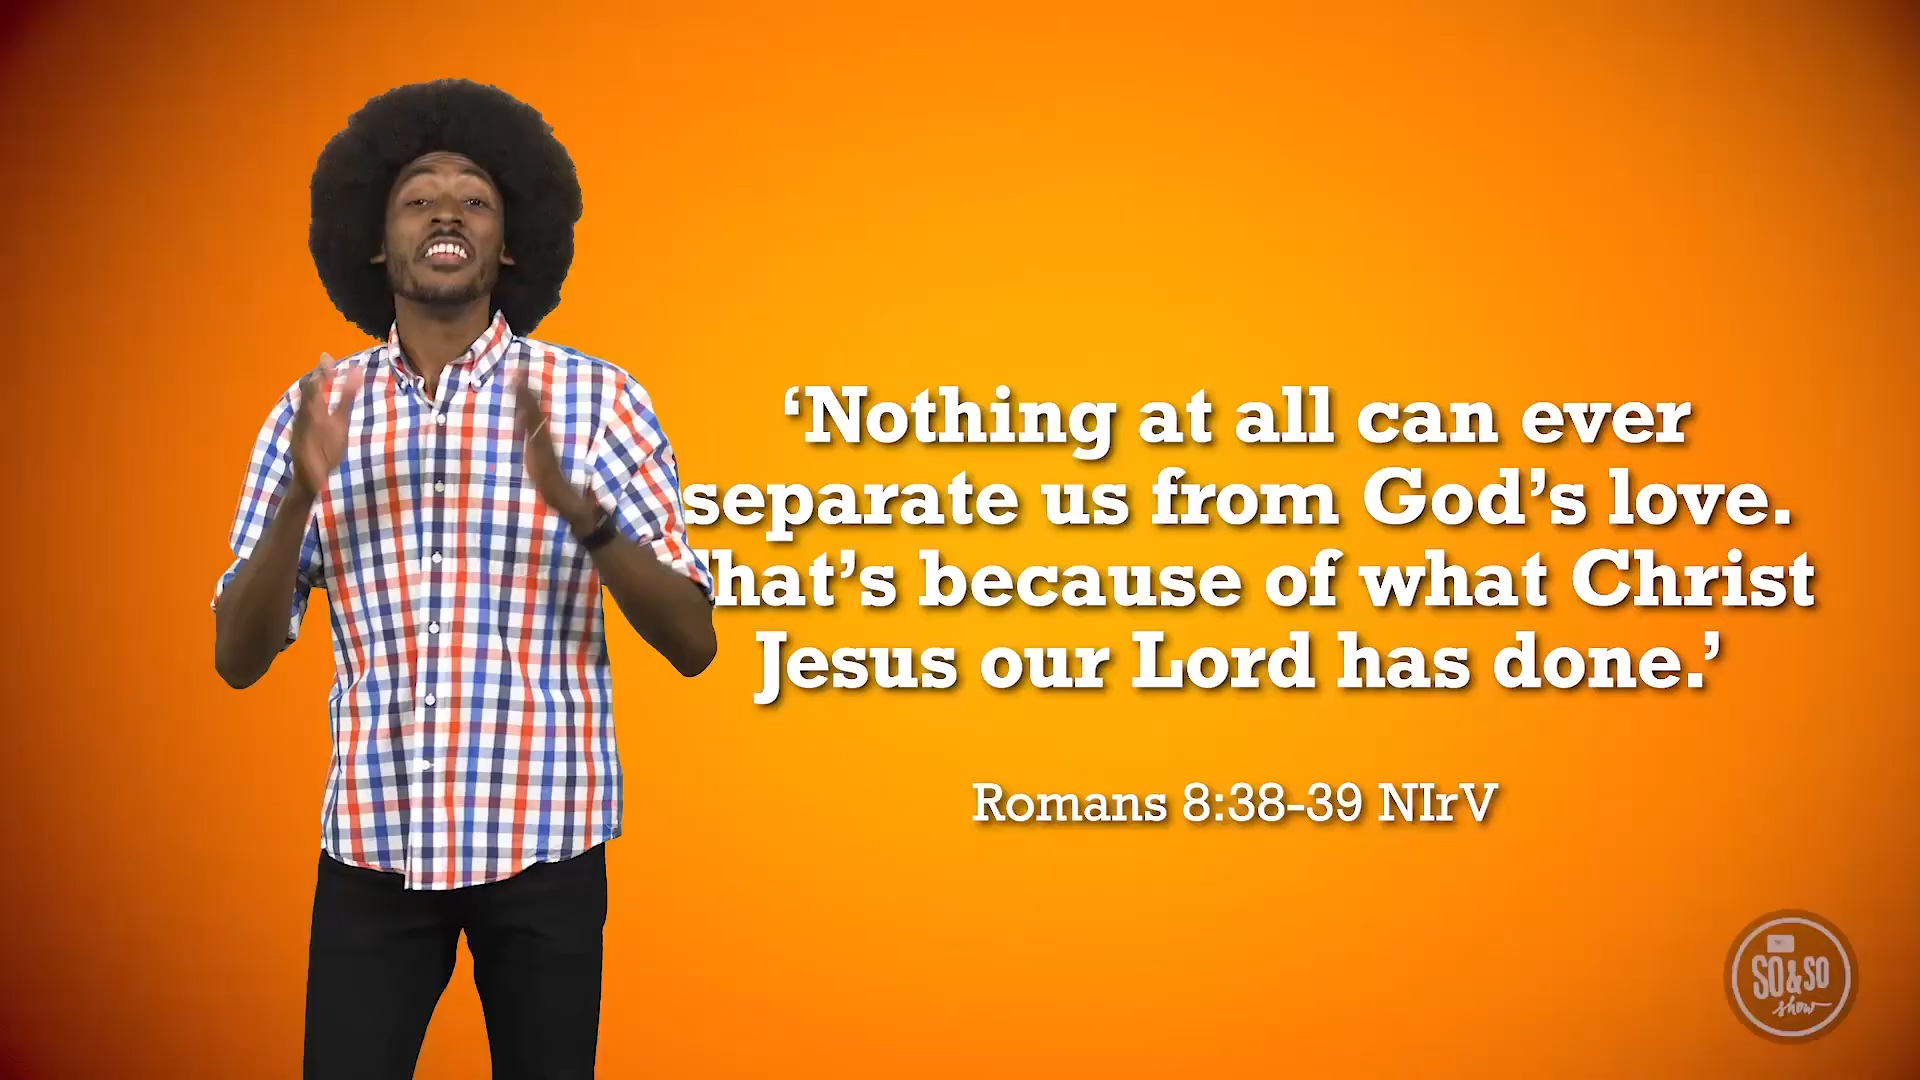 ‘Nothing at all can ever
separate us from God’s love.
hat’s because of what Christ
Jesus our Lord has done.’
Romans 8:38-39 NIrV
SO & SO
show